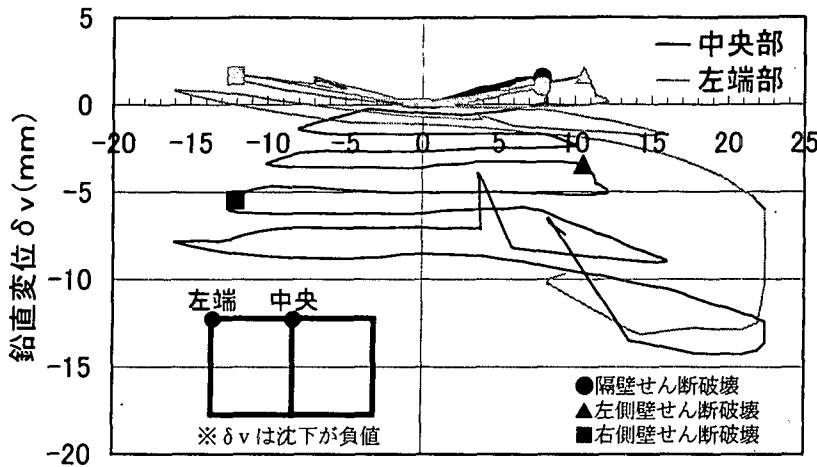 5
0
-5
-10
-15
-20
-20 -15 -10 -5 0 5 10 15 20 25
鉛直変位δv(mm)
中央部
左端部
左端 中央
※δvは沈下が負値
●隔壁せん断破壊
▲左側壁せん断破壊
■右側壁せん断破壊